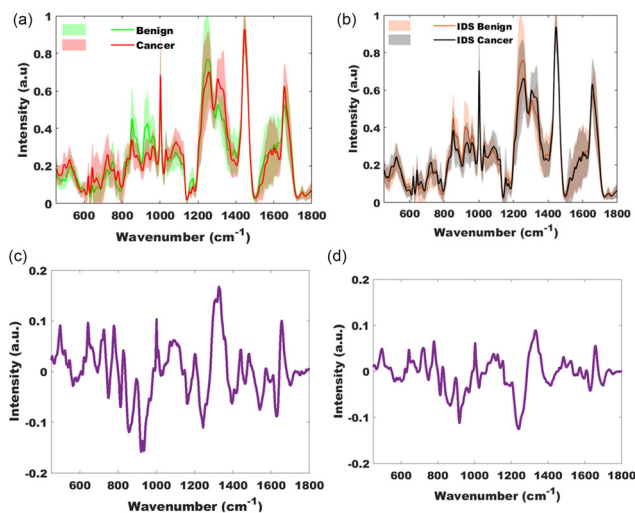 (a)
Benign
Cancer
1
0.8
0.6
0.4
0.2
0
Intensity (a.u)
600 800 1000 1200 1400 1600 1800
Wavenumber (cm-1)
(b)
IDS Benign
IDS Cancer
1
0.8
0.6
0.4
0.2
0
Intensity (a.u)
600 800 1000 1200 1400 1600 1800
Wavenumber (cm-1)
(c)
0.2
0.1
0
-0.1
-0.2
Intensity (a.u.)
600 800 1000 1200 1400 1600 1800
Wavenumber (cm-1)
(d)
0.2
0.1
0
-0.1
-0.2
Intensity (a.u.)
600 800 1000 1200 1400 1600 1800
Wavenumber (cm-1)